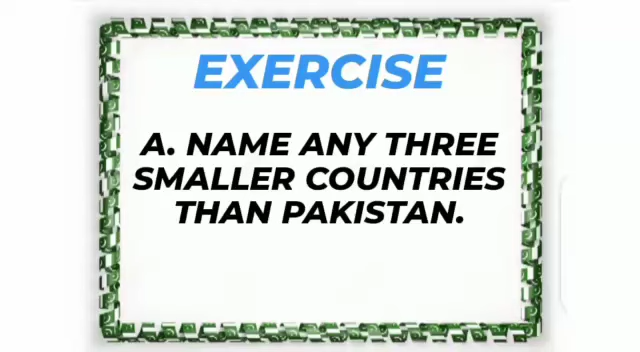 EXERCISE
A. NAME ANY THREE
SMALLER COUNTRIES
THAN PAKISTAN.